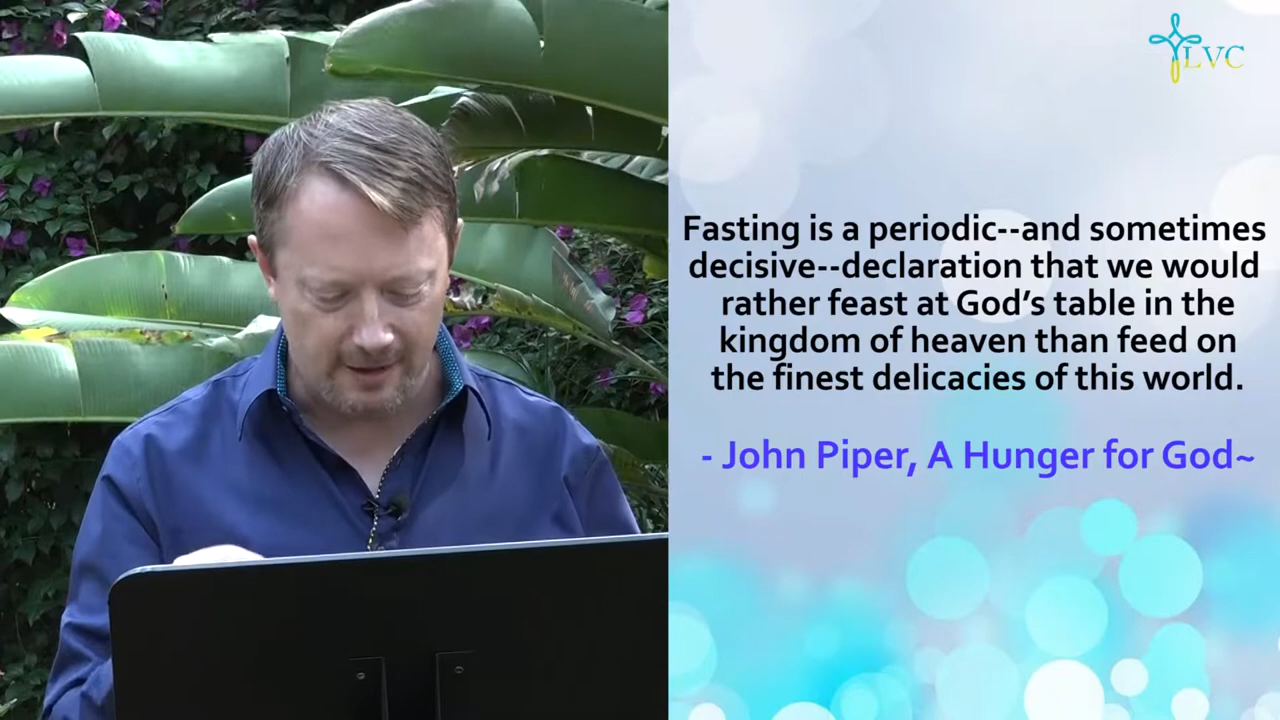 LVC
Fasting is a periodic--and sometimes
decisive--declaration that we would
rather feast at God’s table in the
kingdom of heaven than feed on
the finest delicacies of this world.
- John Piper, A Hunger for God~